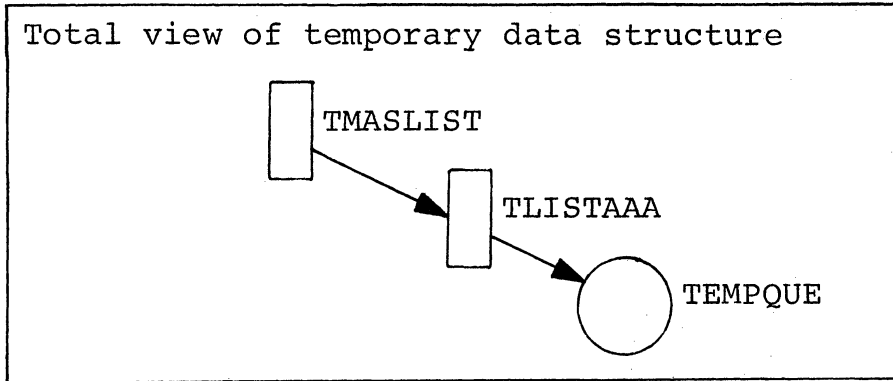 Total view of temporary data structure
TMASLIST
TLISTAAA
TEMPQUE